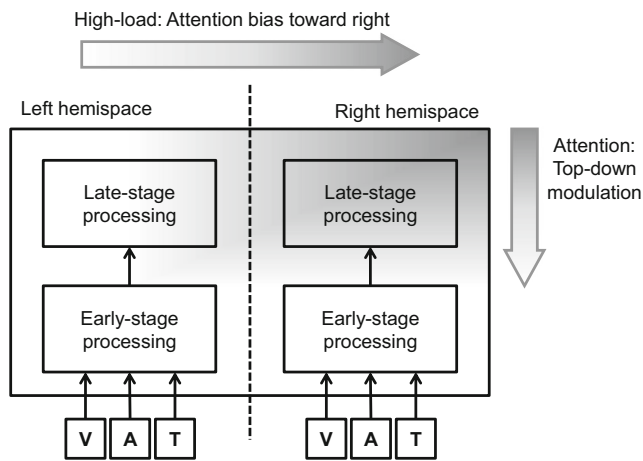 High-load: Attention bias toward right
Left hemispace
Right hemispace
Attention:
Top-down
modulation
Late-stage
processing
Late-stage
processing
Early-stage
processing
Early-stage
processing
V A T
V A T